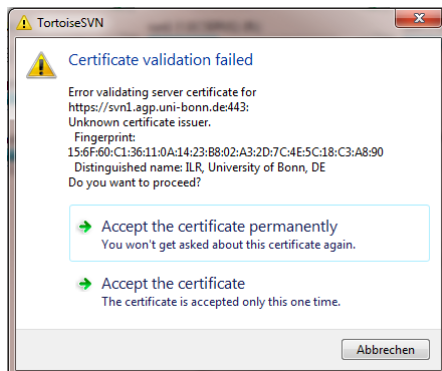 TortoiseSVN
Certificate validation failed
Error validating server certificate for
https://svn1.agp.uni-bonn.de:443:
Unknown certificate issuer.
Fingerprint:
15:6F:60:C1:36:11:0A:14:23:B8:02:A3:2D:7C:4E:5C:18:C3:A8:90
Distinguished name: ILR, University of Bonn, DE
Do you want to proceed?
Accept the certificate permanently
You won't get asked about this certificate again.
Accept the certificate
The certificate is accepted only this one time.
Abbrechen